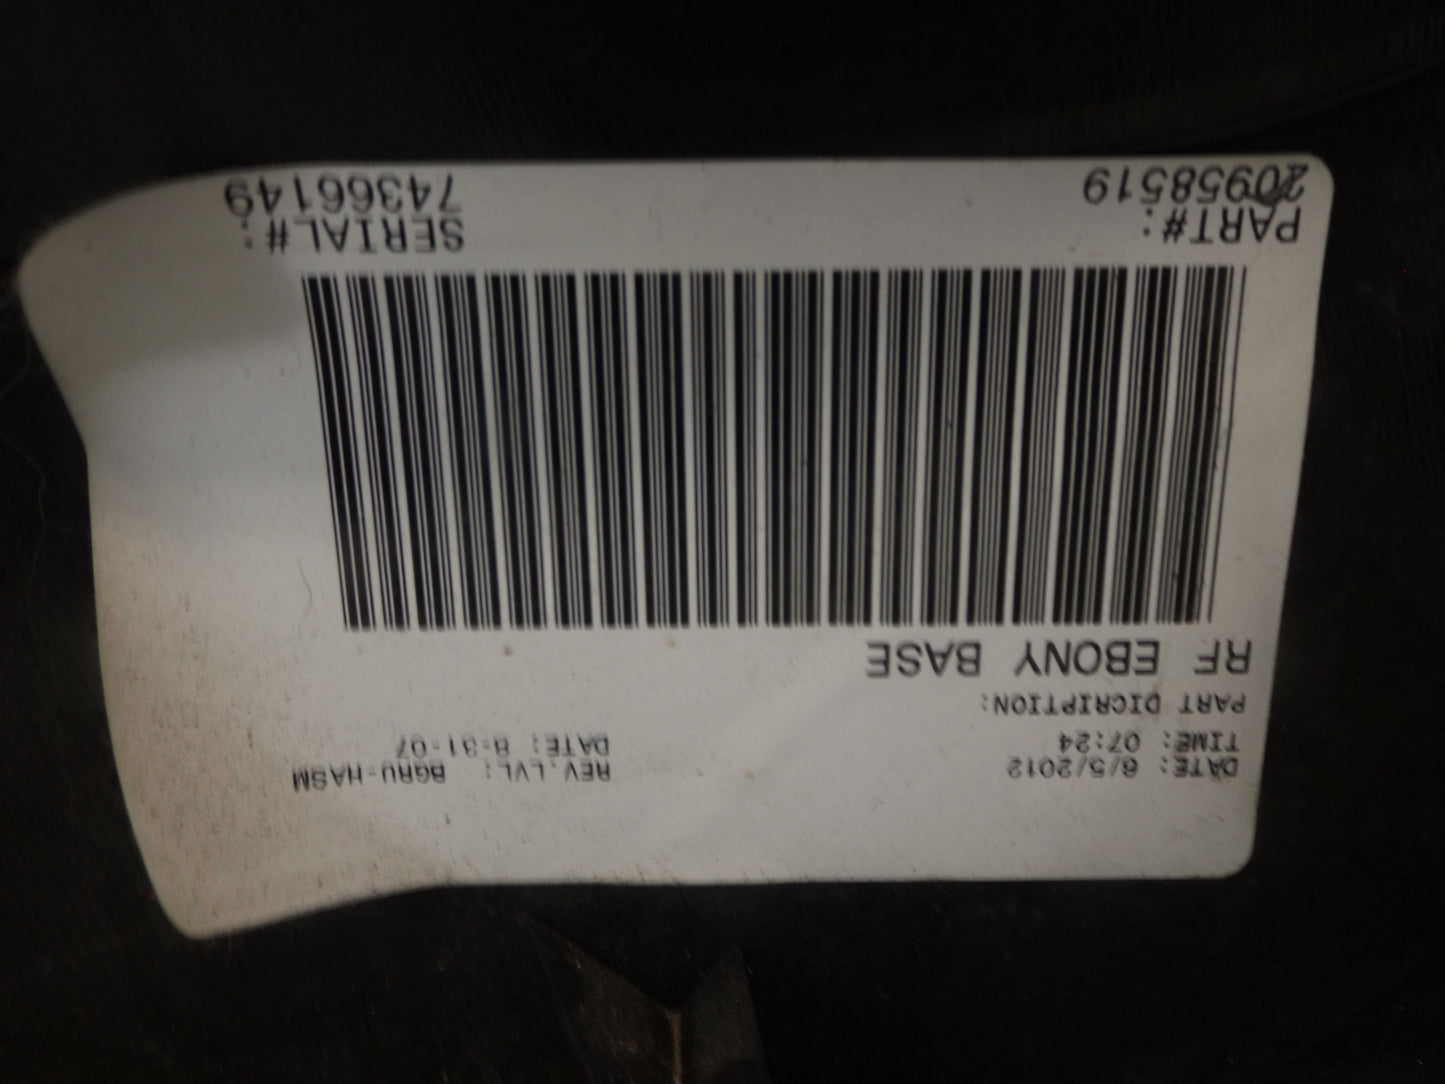 DATE: 6/5/2012 REV.LVL: BGRU-HASM
TIME: 07:24 DATE: 8-31-07
PART DICRIPTION:
RF EBONY BASE
PART#: SERIAL#:
20958519 74366149